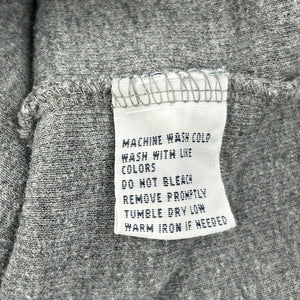 MACHINE WASH COLD
WASH WITH LIKE
COLORS
DO NOT BLEACH
REMOVE PROMPTLY
TUMBLE DRY LOW
WARM IRON IF NEEDED